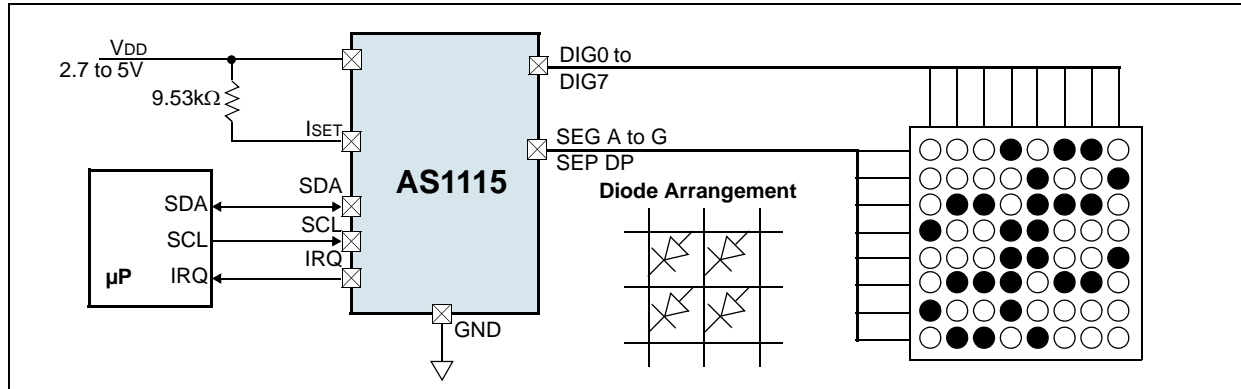 VDD
2.7 to 5V
9.53kΩ
ISET
SDA
SCL
IRQ
µP
SDA
SCL
IRQ
AS1115
GND
DIG0 to
DIG7
SEG A to G
SEP DP
Diode Arrangement